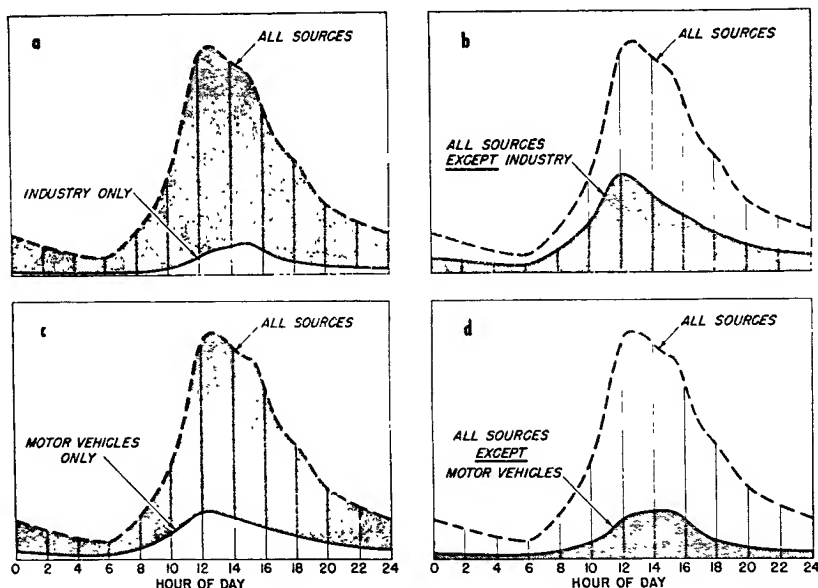 a
ALL SOURCES
INDUSTRY ONLY
b
ALL SOURCES
ALL SOURCES
EXCEPT INDUSTRY
c
ALL SOURCES
MOTOR VEHICLES
ONLY
0 2 4 6 8 10 12 14 16 18 20 22 24
HOUR OF DAY
d
ALL SOURCES
ALL SOURCES
EXCEPT
MOTOR VEHICLES
0 2 4 6 8 10 12 14 16 18 20 22 24
HOUR OF DAY